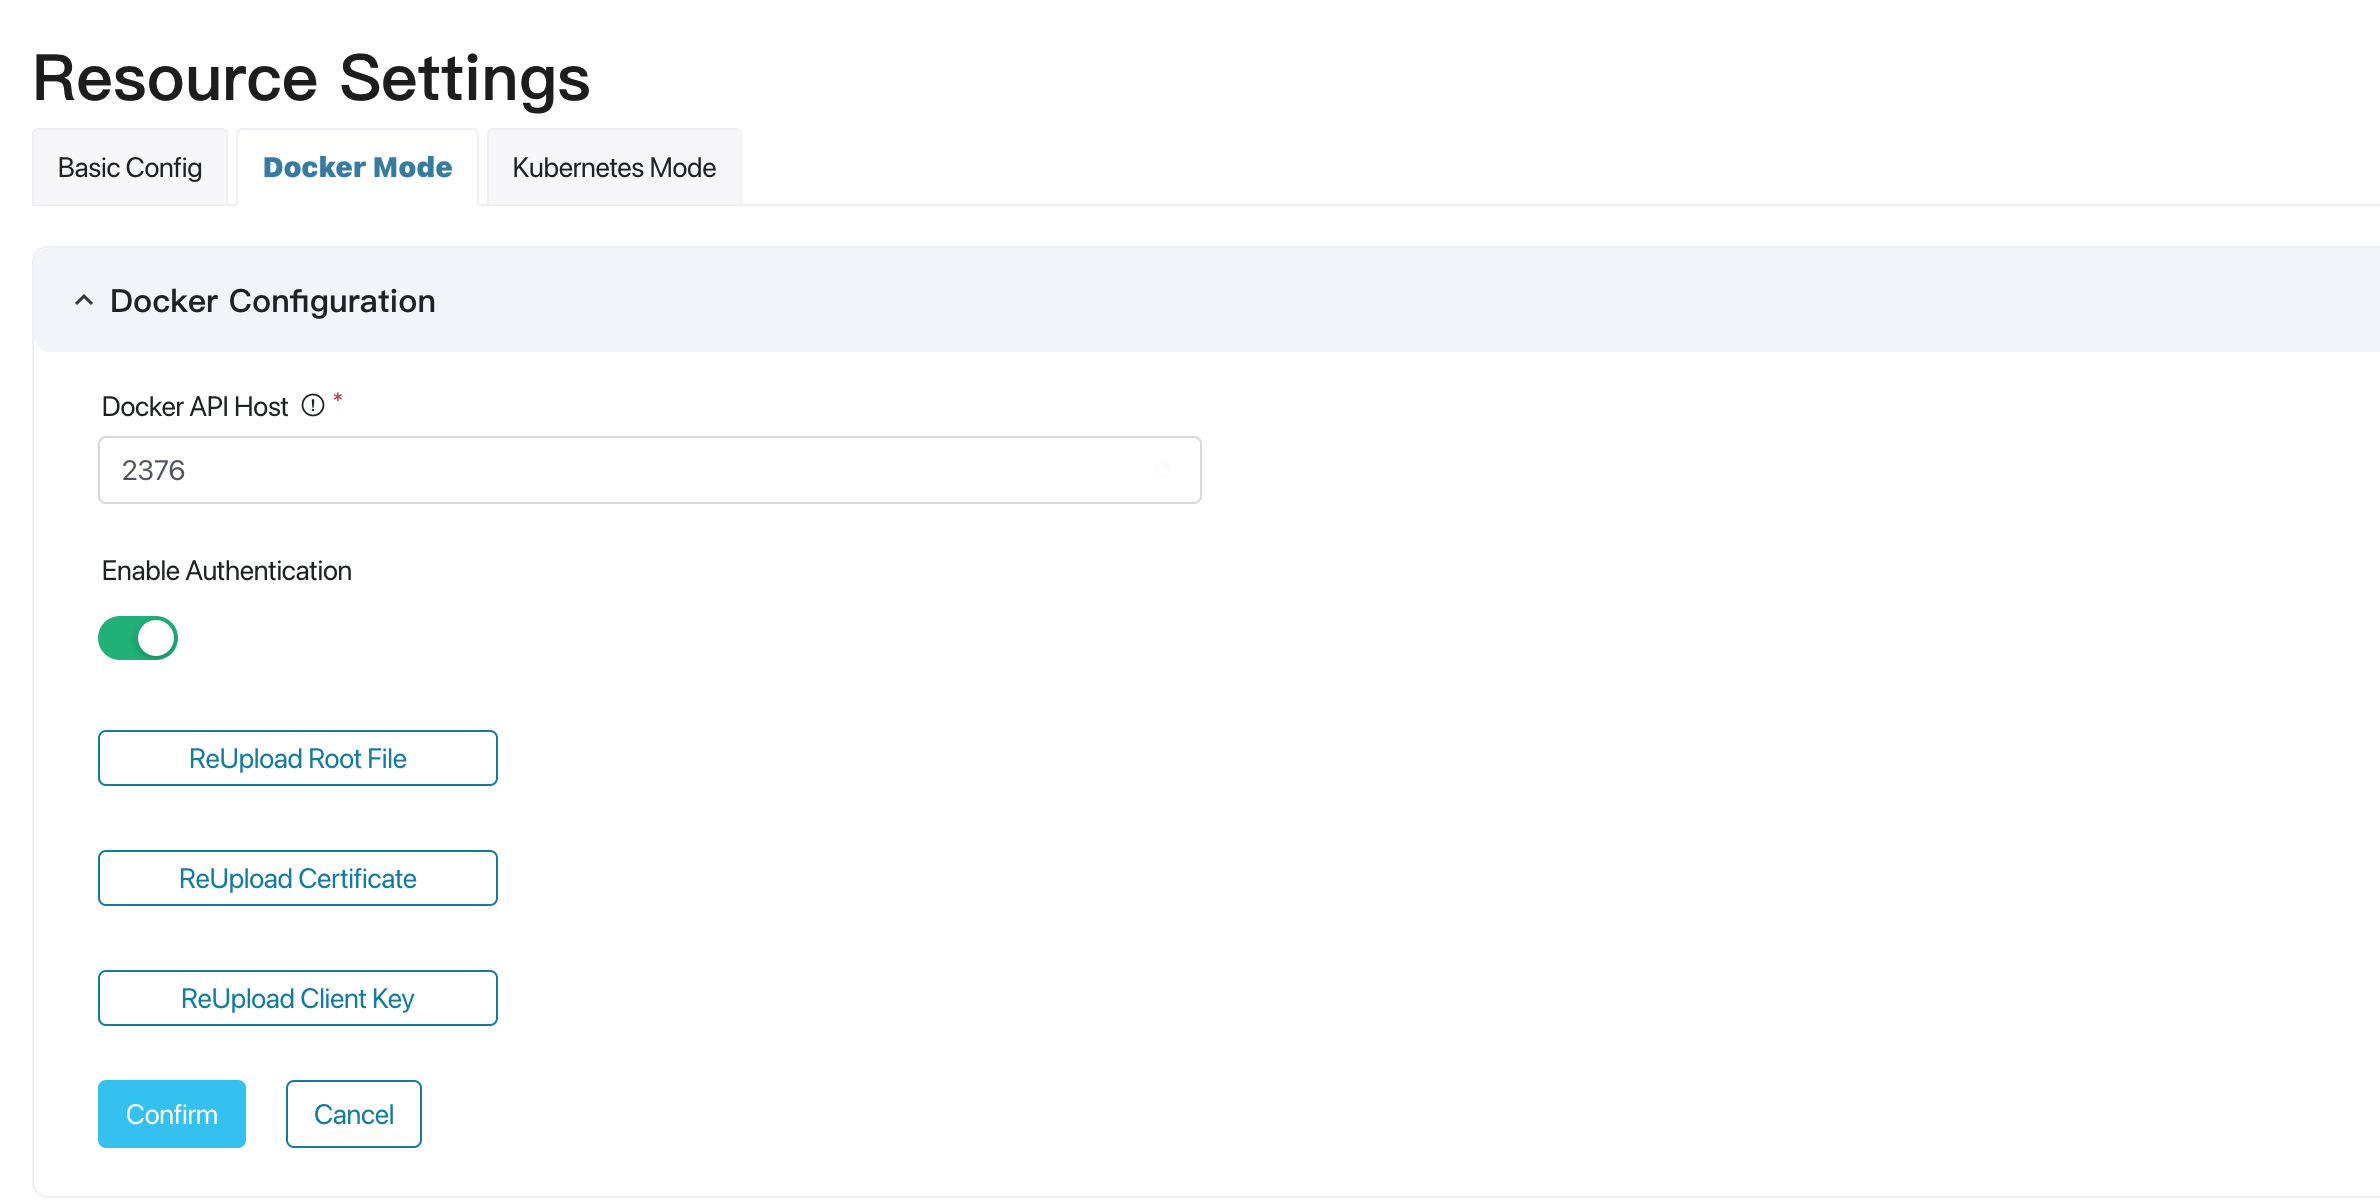 Resource Settings
Basic Config
Docker Mode
Kubernetes Mode
Docker Configuration
Docker API Host *
2376
Enable Authentication
ReUpload Root File
ReUpload Certificate
ReUpload Client Key
Confirm
Cancel